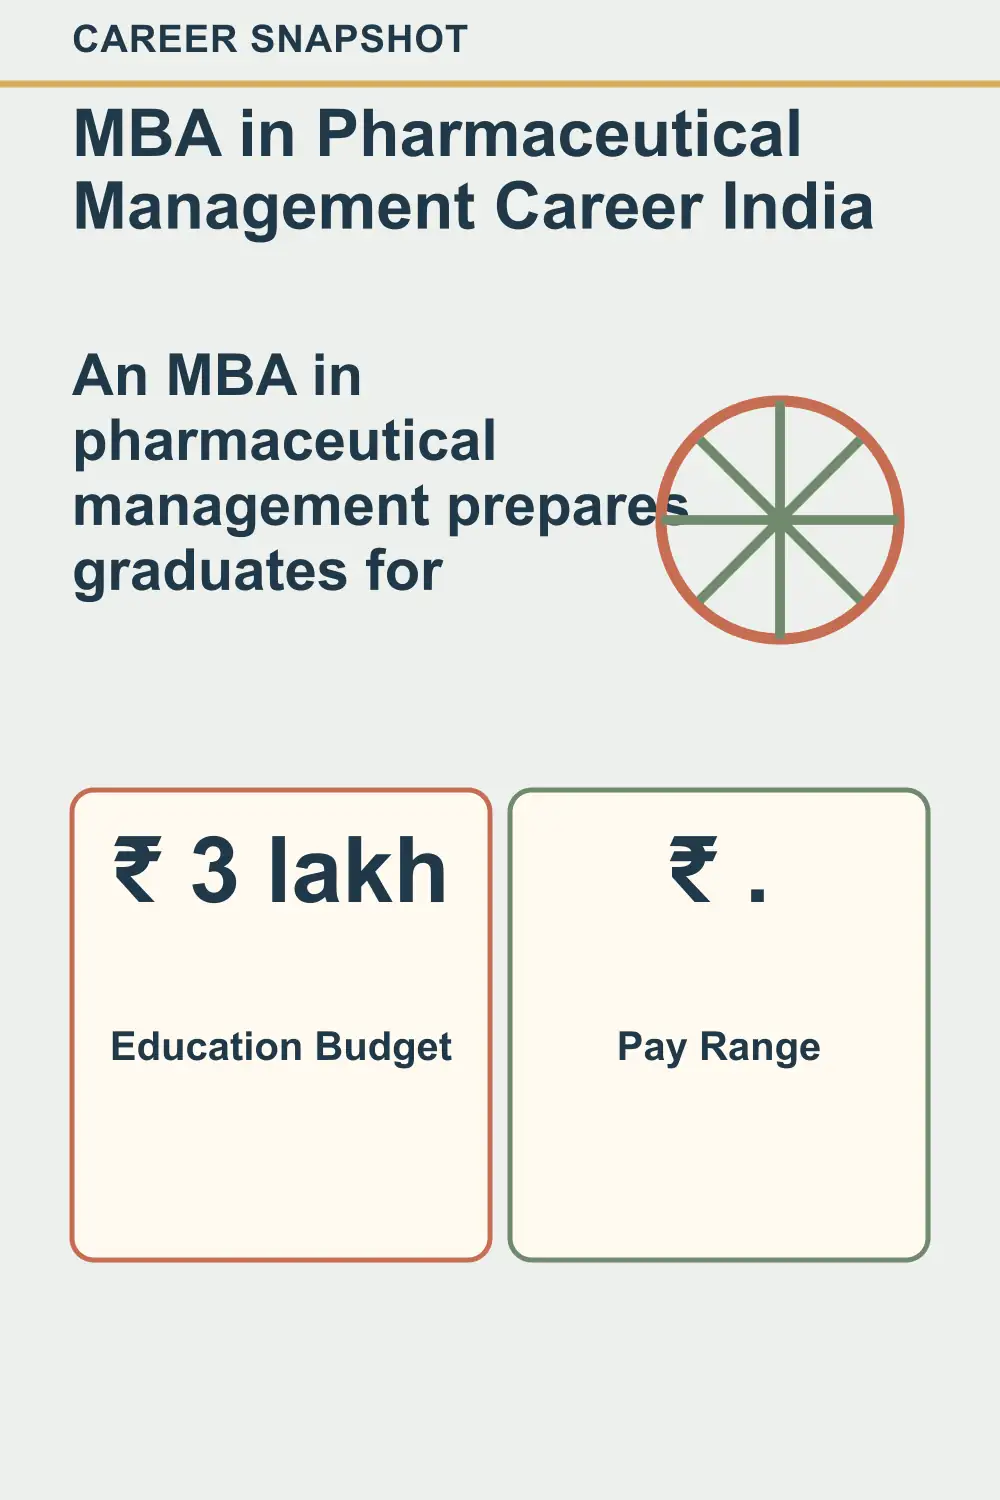 CAREER SNAPSHOT
MBA in Pharmaceutical
Management Career India
An MBA in
pharmaceutical
management prepares
graduates for
₹ 3 lakh
₹ .
Education Budget
Pay Range